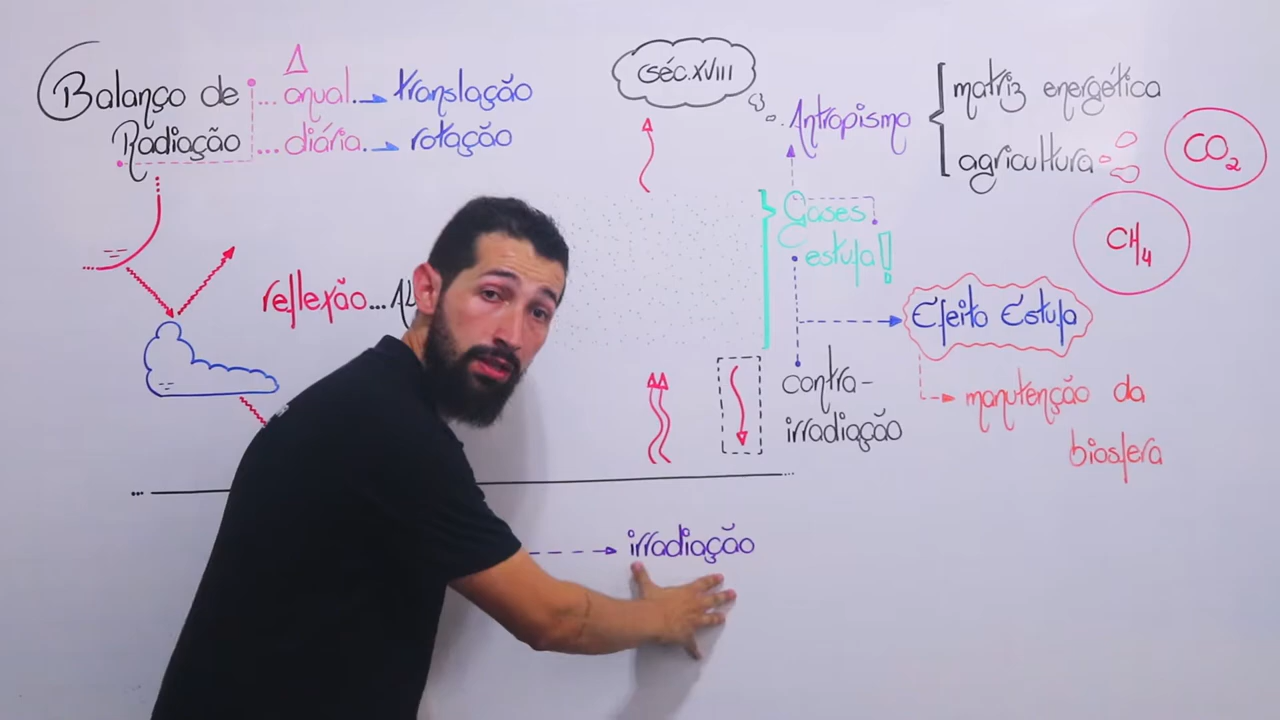 Balanço de
Radiação
Δ
... anual. translação
... diária. rotação
séc. XVIII
Antropismo
matriz energética
agricultura
CO2
CH4
Gases
estufa!
Efeito Estufa
manutenção da
biosfera
contra-
irradiação
reflexão...
irradiação